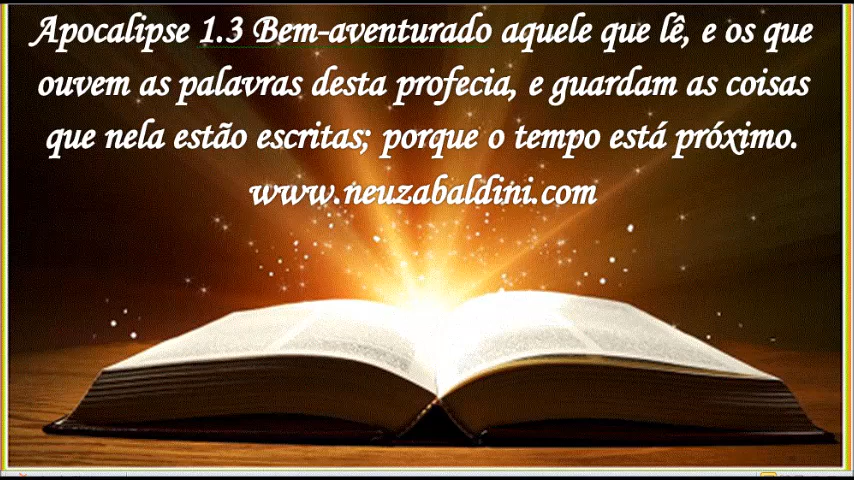 Apocalipse 1.3 Bem-aventurado aquele que lê, e os que
ouvem as palavras desta profecia, e guardam as coisas
que nela estão escritas; porque o tempo está próximo.
www.neuzabaldini.com